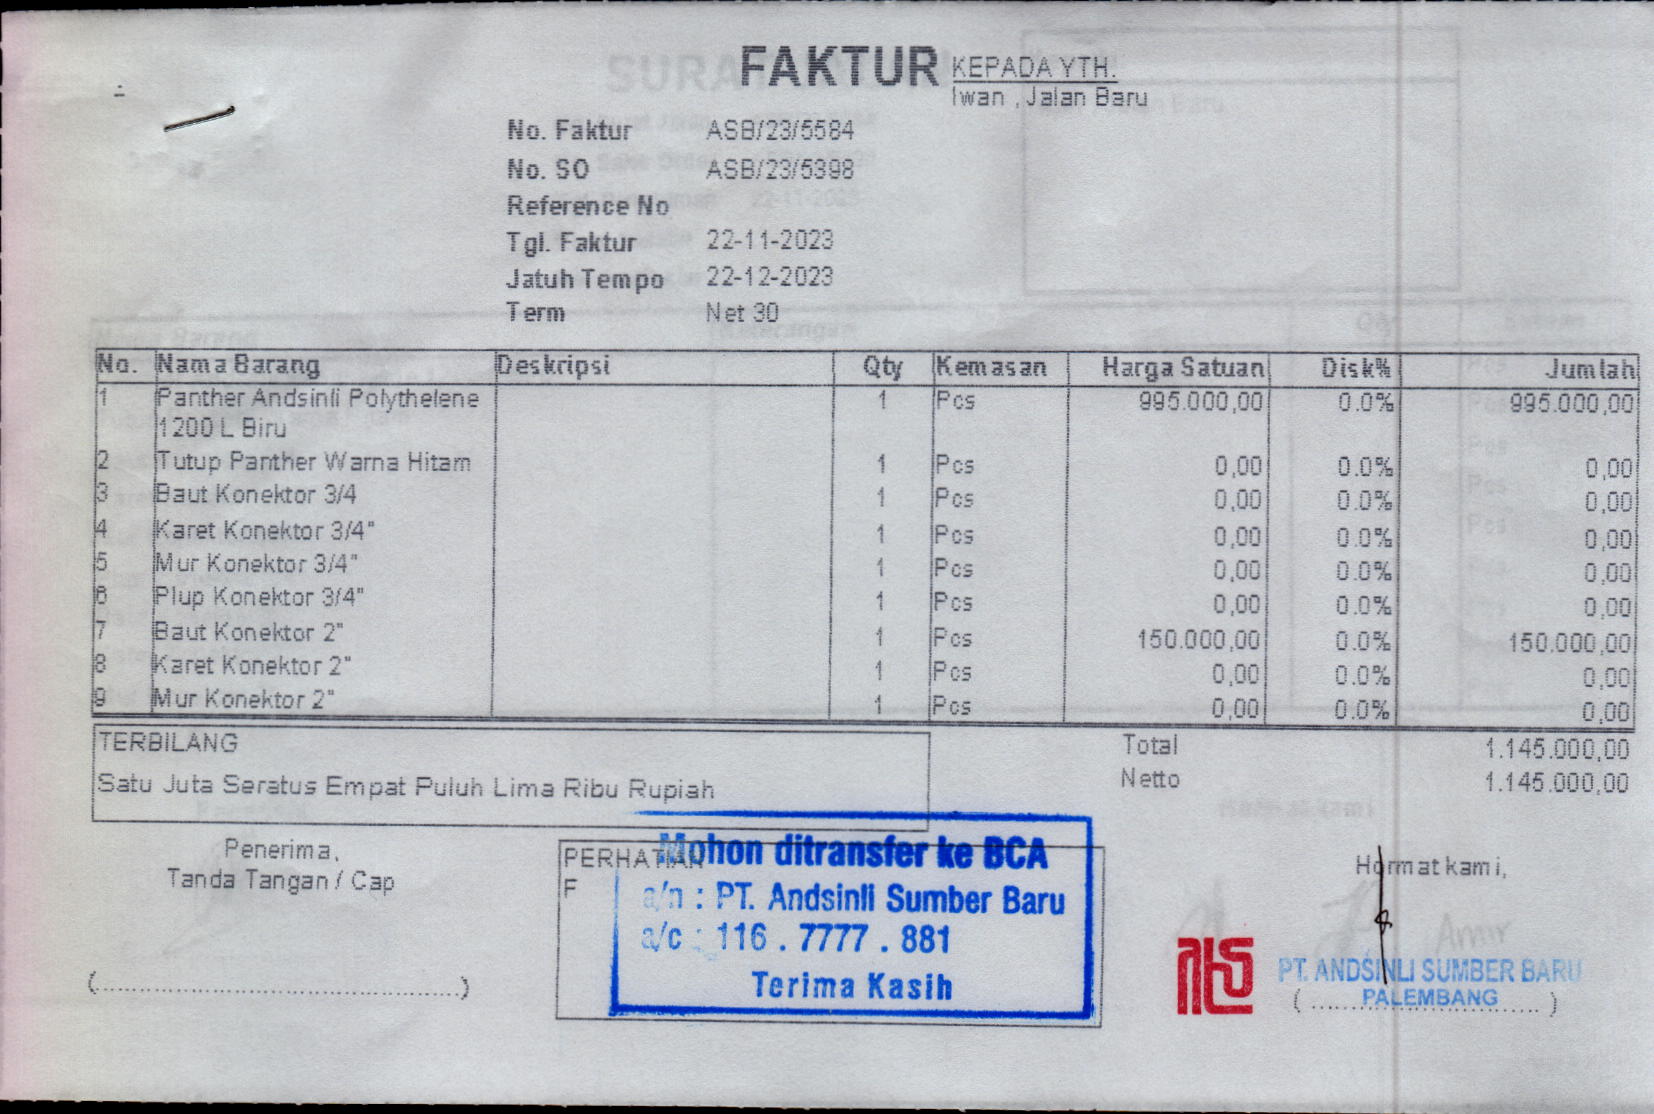 FAKTUR
KEPADA YTH.
Iwan , Jalan Baru
No. Faktur ASB/23/5584
No. SO ASB/23/5398
Reference No
Tgl. Faktur 22-11-2023
Jatuh Tempo 22-12-2023
Term Net 30
No. Nama Barang Deskripsi Qty Kemasan Harga Satuan Disk% Jumlah
1 Panther Andsinli Polythelene 1 Pcs 995.000,00 0.0% 995.000,00
1200 L Biru
2 Tutup Panther Warna Hitam 1 Pcs 0,00 0.0% 0,00
3 Baut Konektor 3/4 1 Pcs 0,00 0.0% 0,00
4 Karet Konektor 3/4" 1 Pcs 0,00 0.0% 0,00
5 Mur Konektor 3/4" 1 Pcs 0,00 0.0% 0,00
6 Plup Konektor 3/4" 1 Pcs 0,00 0.0% 0,00
7 Baut Konektor 2" 1 Pcs 150.000,00 0.0% 150.000,00
8 Karet Konektor 2" 1 Pcs 0,00 0.0% 0,00
9 Mur Konektor 2" 1 Pcs 0,00 0.0% 0,00
TERBILANG
Satu Juta Seratus Empat Puluh Lima Ribu Rupiah
Total 1.145.000,00
Netto 1.145.000,00
Penerima,
Tanda Tangan / Cap
(..............................................)
PERHATIAN
F
Mohon ditransfer ke BCA
a/n : PT. Andsinli Sumber Baru
a/c : 116 . 7777 . 881
Terima Kasih
Hormat kami,
Amir
PT. ANDSINLI SUMBER BARU
PALEMBANG
(..............................)